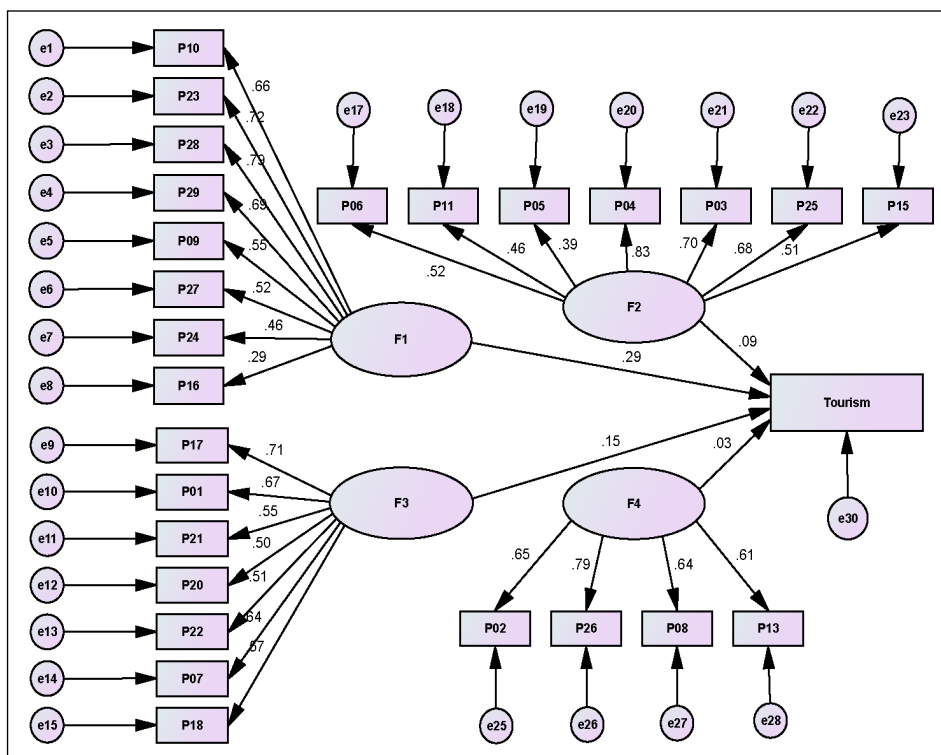 e1
P10
.66
e2
P23
.72
e3
P28
.79
e4
P29
.69
e5
P09
.55
e6
P27
.52
e7
P24
.46
e8
P16
.29
F1
.29
e17
e18
e19
e20
e21
e22
e23
P06
P11
P05
P04
P03
P25
P15
.52
.46
.39
.83
.70
.68
.51
F2
.09
Tourism
e30
e9
P17
.71
e10
P01
.67
e11
P21
.55
e12
P20
.50
e13
P22
.51
e14
P07
.64
e15
P18
F3
.15
F4
.03
.65
.79
.64
.61
P02
P26
P08
P13
e25
e26
e27
e28